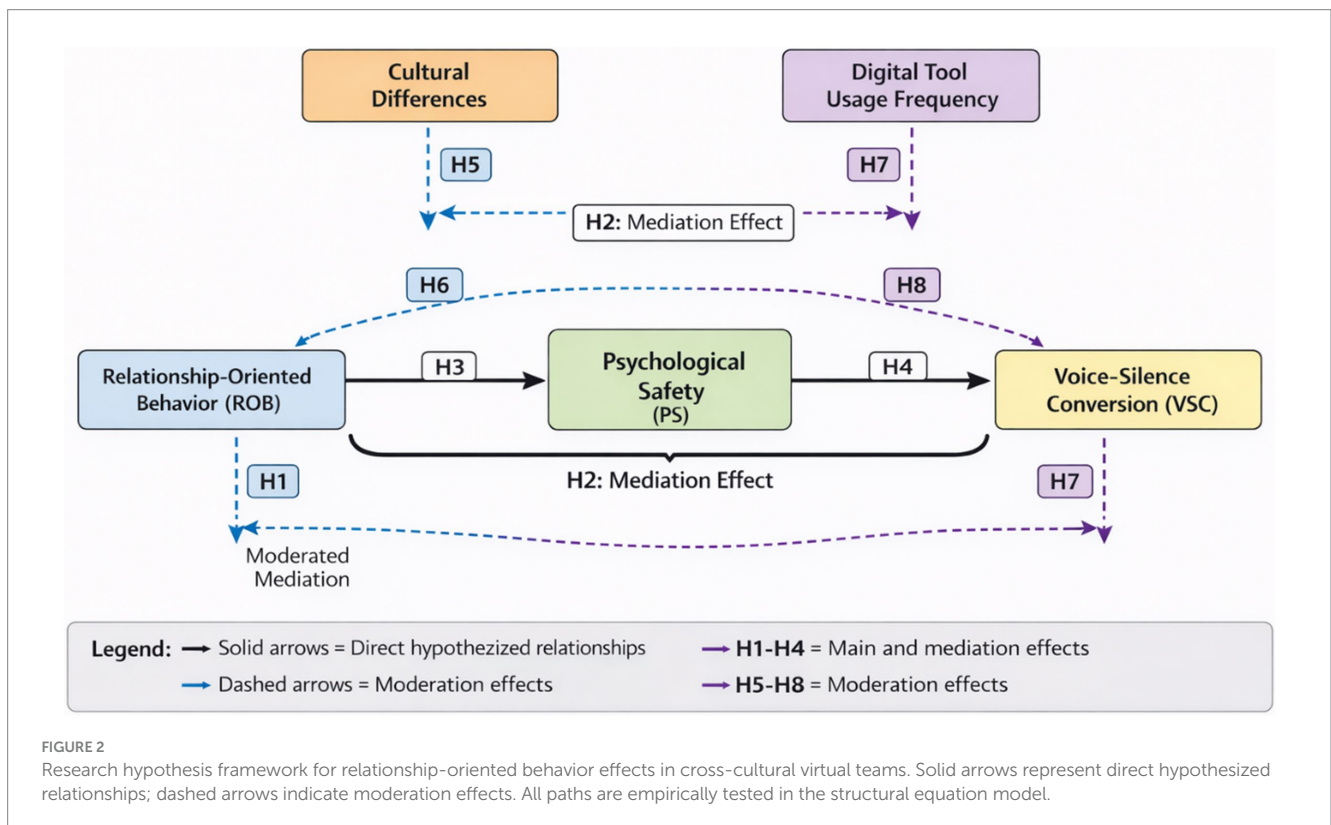 Cultural
Differences
Digital Tool
Usage Frequency
H5
H7
H2: Mediation Effect
H6
H8
Relationship-Oriented
Behavior (ROB)
H3
Psychological
Safety
(PS)
H4
Voice-Silence
Conversion (VSC)
H2: Mediation Effect
H1
H7
Moderated
Mediation
Legend: Solid arrows = Direct hypothezized relationships
H1-H4 = Main and mediation effects
Dashed arrows = Moderation effects
H5-H8 = Moderation effects
FIGURE 2
Research hypothesis framework for relationship-oriented behavior effects in cross-cultural virtual teams. Solid arrows represent direct hypothesized
relationships; dashed arrows indicate moderation effects. All paths are empirically tested in the structural equation model.